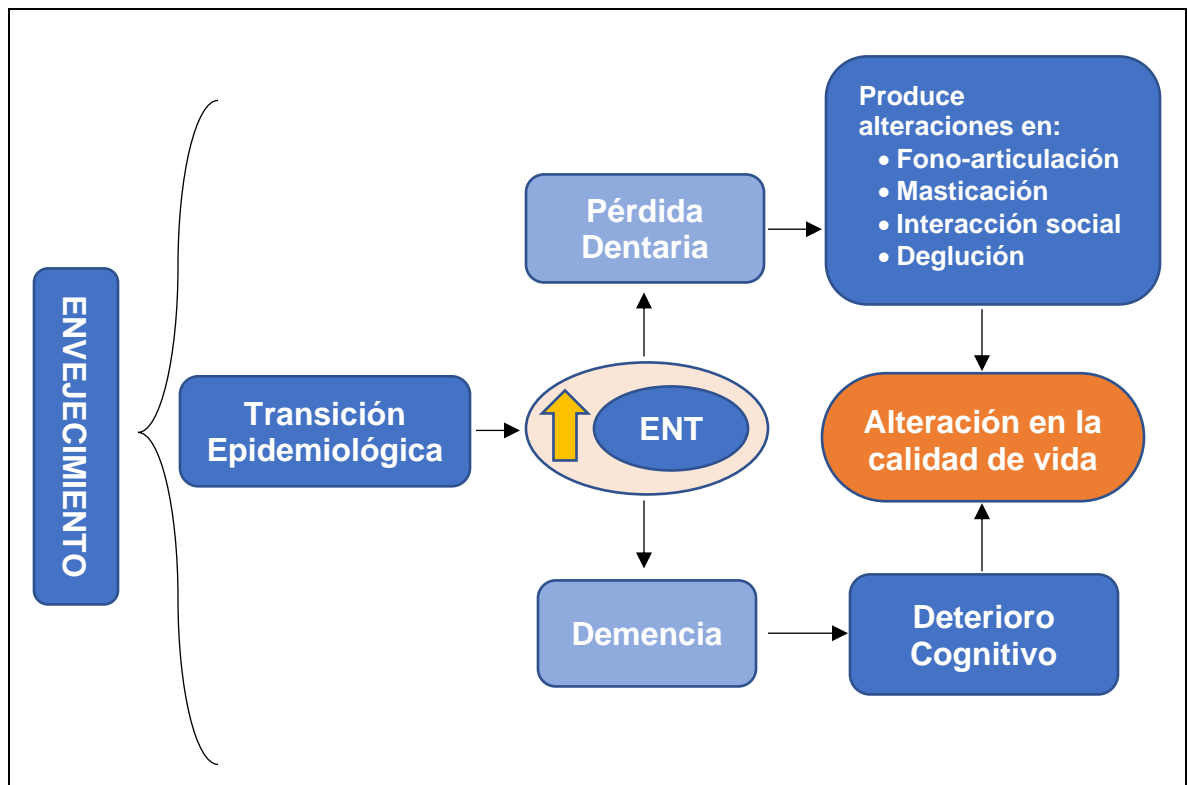 ENVEJECIMIENTO
Transición
Epidemiológica
ENT
Pérdida
Dentaria
Produce
alteraciones en:
• Fono-articulación
• Masticación
• Interacción social
• Deglución
Demencia
Deterioro
Cognitivo
Alteración en la
calidad de vida